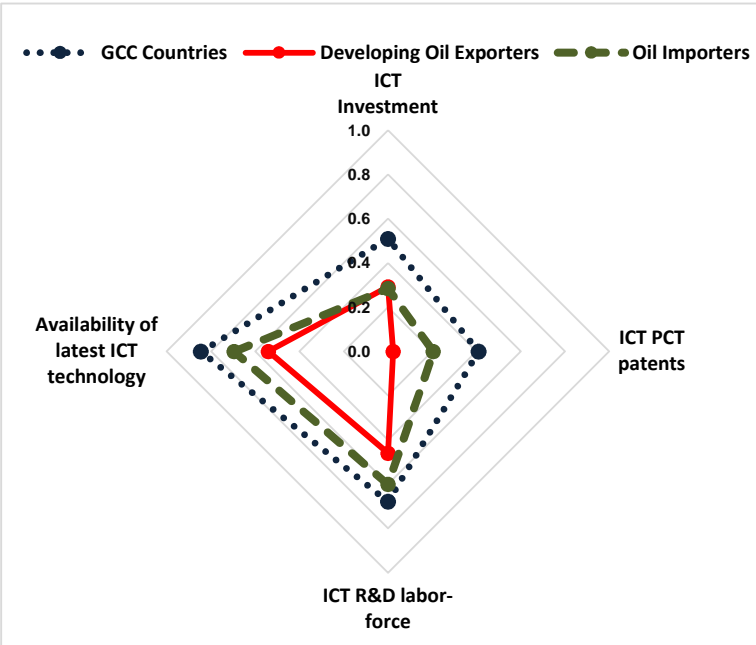 GCC Countries
Developing Oil Exporters
Oil Importers
ICT
Investment
1.0
0.8
0.6
0.4
0.2
0.0
ICT PCT
patents
Availability of
latest ICT
technology
ICT R&D labor-
force